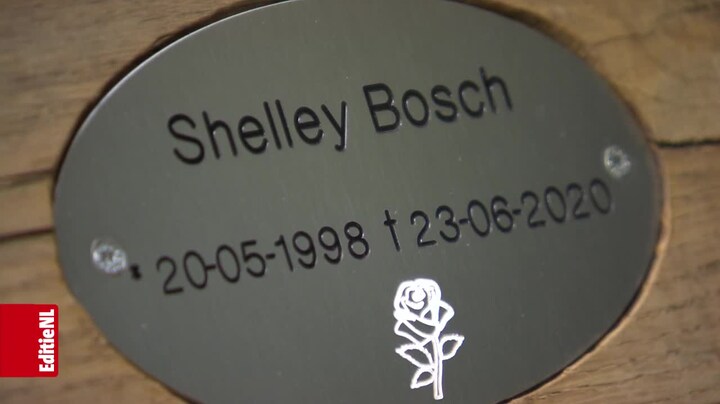 Shelley Bosch
* 20-05-1998 † 23-06-2020
EditieNL